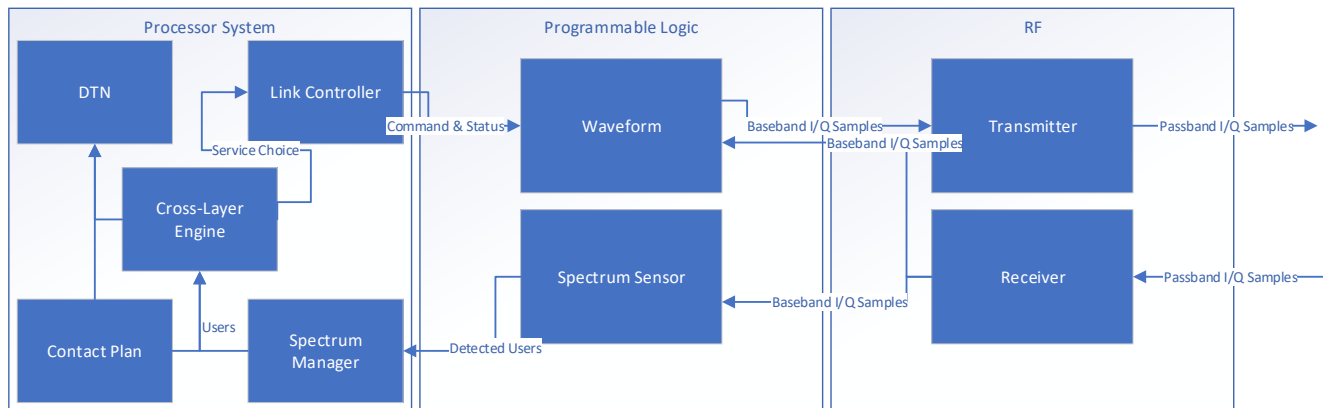 Processor System
Programmable Logic
RF
DTN
Link Controller
Waveform
Transmitter
Command & Status
Baseband I/Q Samples
Passband I/Q Samples
Baseband I/Q Samples
Service Choice
Cross-Layer
Engine
Spectrum Sensor
Receiver
Passband I/Q Samples
Baseband I/Q Samples
Users
Contact Plan
Spectrum
Manager
Detected Users